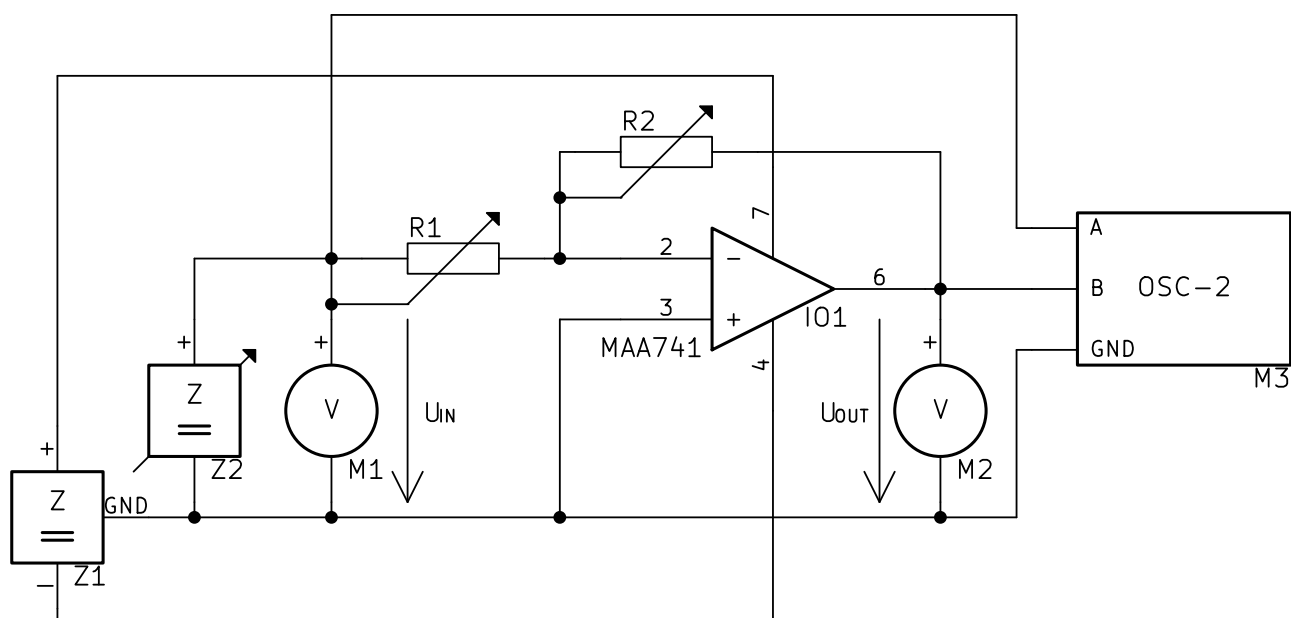 R2
7
R1
A
2
−
6
B
OSC-2
3
+
IO1
MAA741
GND
+
+
4
+
M3
Z
V
UIN
UOUT
V
+
Z2
M1
M2
Z
GND
−
Z1